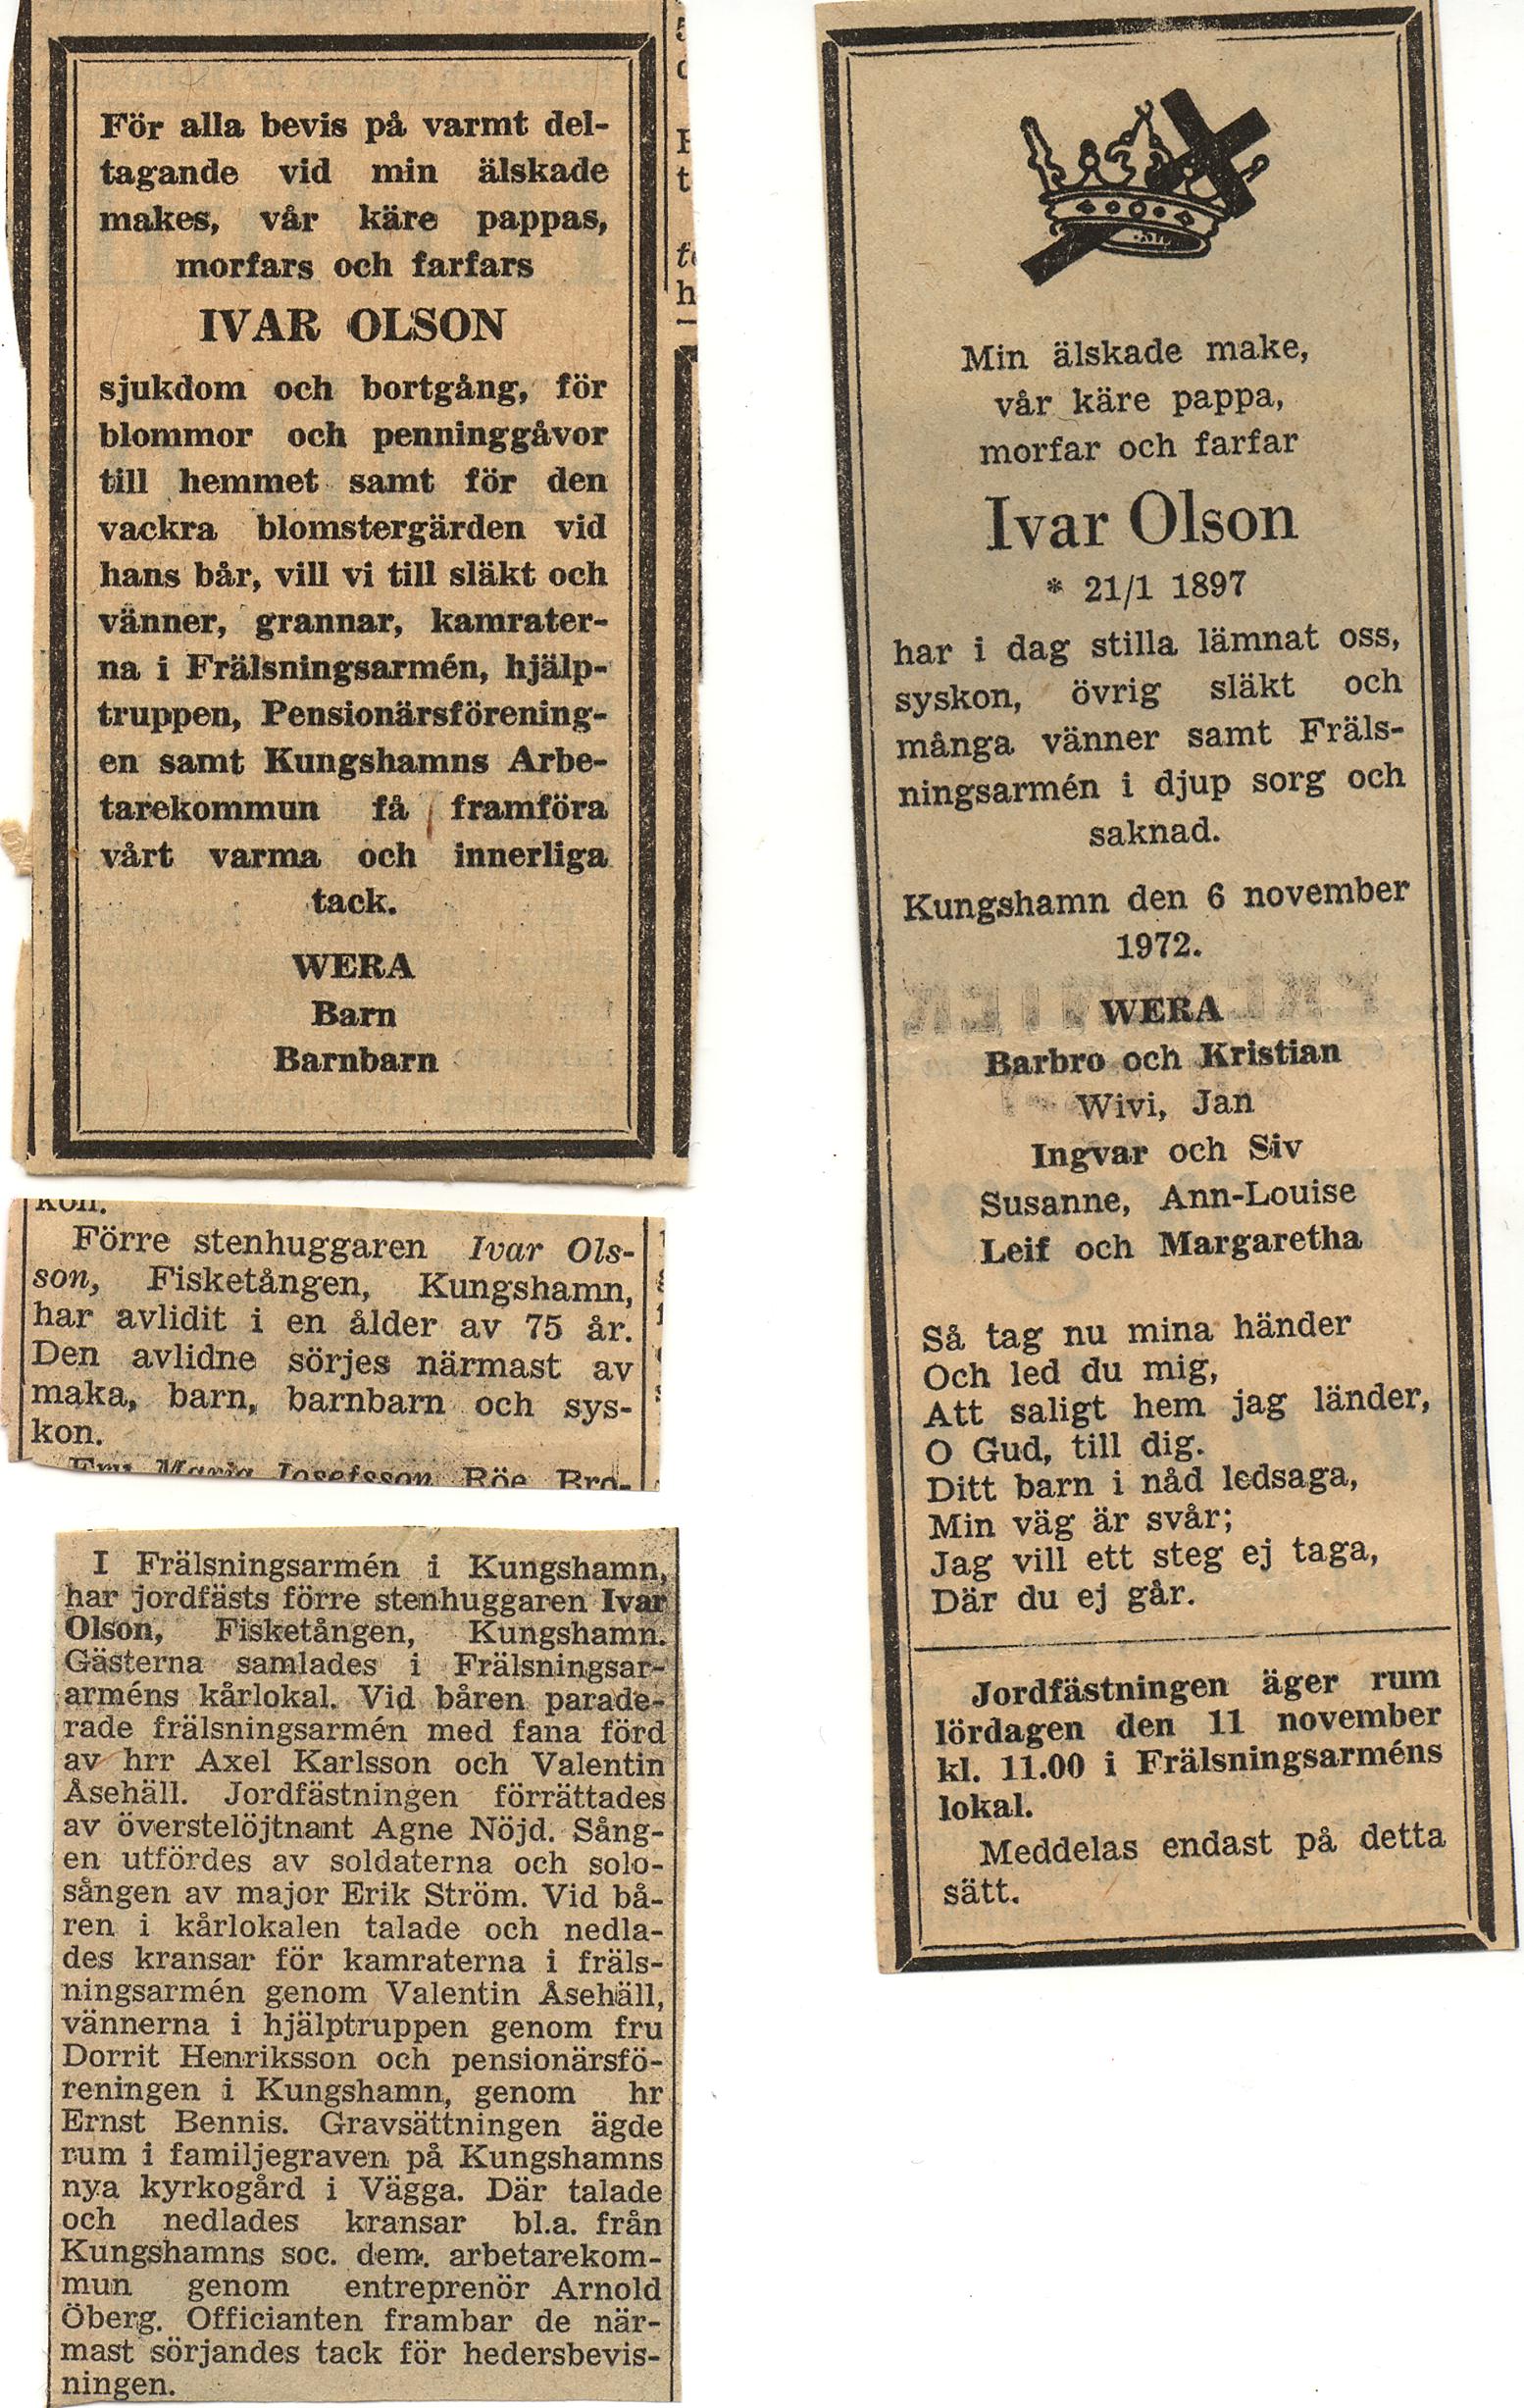 För alla bevis på varmt del-
tagande vid min älskade
makes, vår käre pappas,
morfars och farfars
IVAR OLSON
sjukdom och bortgång, för
blommor och penninggåvor
till hemmet samt för den
vackra blomstergärden vid
hans bår, vill vi till släkt och
vänner, grannar, kamrater-
na i Frälsningsarmén, hjälp-
truppen, Pensionärsförening-
en samt Kungshamns Arbe-
tarekommun få framföra
vårt varma och innerliga
tack.
WERA
Barn
Barnbarn
kon.
Förre stenhuggaren Ivar Ols-
son, Fisketången, Kungshamn,
har avlidit i en ålder av 75 år.
Den avlidne sörjes närmast av
maka, barn, barnbarn och sys-
kon.
Fru Maria Josefsson, Röe, Bro-
I Frälsningsarmén i Kungshamn,
har jordfästs förre stenhuggaren Ivar
Olson, Fisketången, Kungshamn.
Gästerna samlades i Frälsningsar-
arméns kårlokal. Vid båren parade-
rade frälsningsarmén med fana förd
av hrr Axel Karlsson och Valentin
Åsehäll. Jordfästningen förrättades
av överstelöjtnant Agne Nöjd. Sång-
en utfördes av soldaterna och solo-
sången av major Erik Ström. Vid bå-
ren i kårlokalen talade och nedla-
des kransar för kamraterna i fräls-
ningsarmén genom Valentin Åsehäll,
vännerna i hjälptruppen genom fru
Dorrit Henriksson och pensionärsfö-
reningen i Kungshamn, genom hr
Ernst Bennis. Gravsättningen ägde
rum i familjegraven på Kungshamns
nya kyrkogård i Vägga. Där talade
och nedlades kransar bl.a. från
Kungshamns soc. dem. arbetarekom-
mun genom entreprenör Arnold
Öberg. Officianten frambar de när-
mast sörjandes tack för hedersbevis-
ningen.
Min älskade make,
vår käre pappa,
morfar och farfar
Ivar Olson
* 21/1 1897
har i dag stilla lämnat oss,
syskon, övrig släkt och
många vänner samt Fräls-
ningsarmén i djup sorg och
saknad.
Kungshamn den 6 november
1972.
WERA
Barbro och Kristian
Wivi, Jan
Ingvar och Siv
Susanne, Ann-Louise
Leif och Margaretha
Så tag nu mina händer
Och led du mig,
Att saligt hem jag länder,
O Gud, till dig.
Ditt barn i nåd ledsaga,
Min väg är svår;
Jag vill ett steg ej taga,
Där du ej går.
Jordfästningen äger rum
lördagen den 11 november
kl. 11.00 i Frälsningsarméns
lokal.
Meddelas endast på detta
sätt.